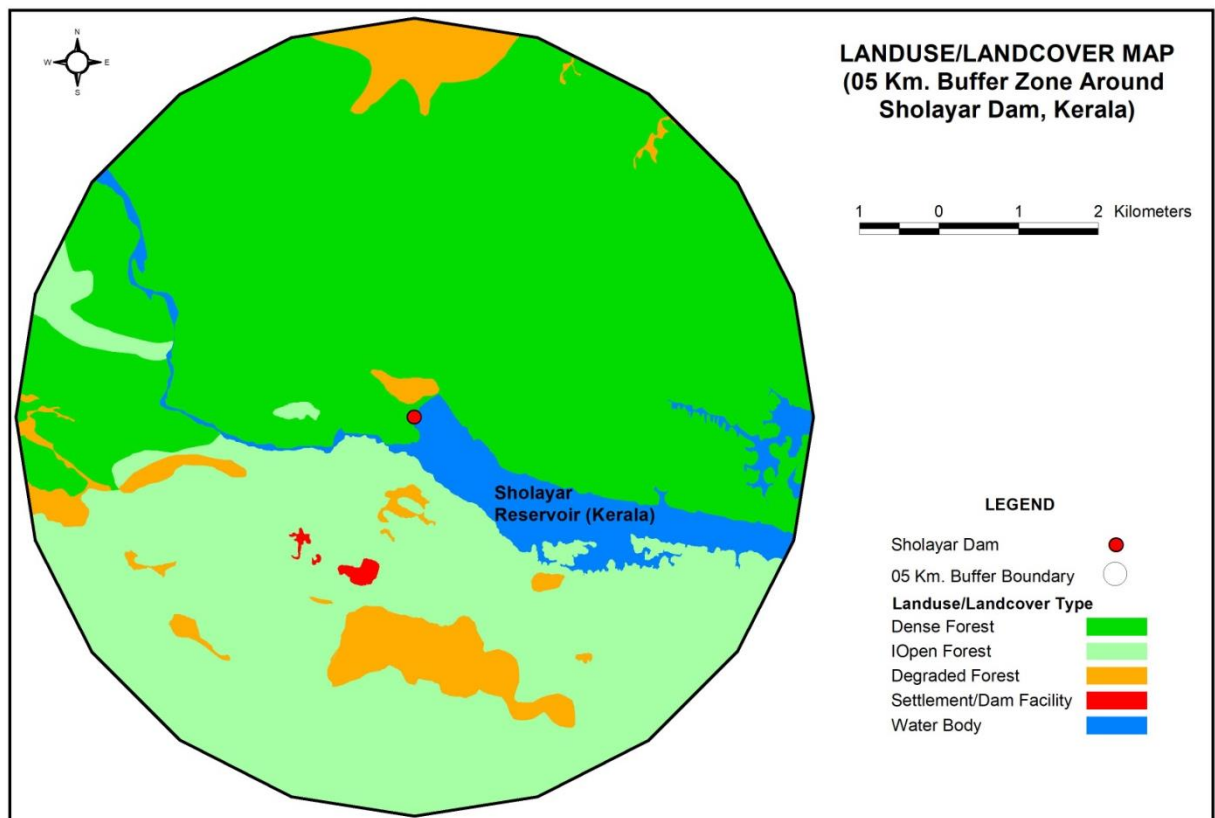 N
W E
S
LANDUSE/LANDCOVER MAP
(05 Km. Buffer Zone Around
Sholayar Dam, Kerala)
1 0 1 2 Kilometers
Sholayar
Reservoir (Kerala)
LEGEND
Sholayar Dam
05 Km. Buffer Boundary
Landuse/Landcover Type
Dense Forest
IOpen Forest
Degraded Forest
Settlement/Dam Facility
Water Body